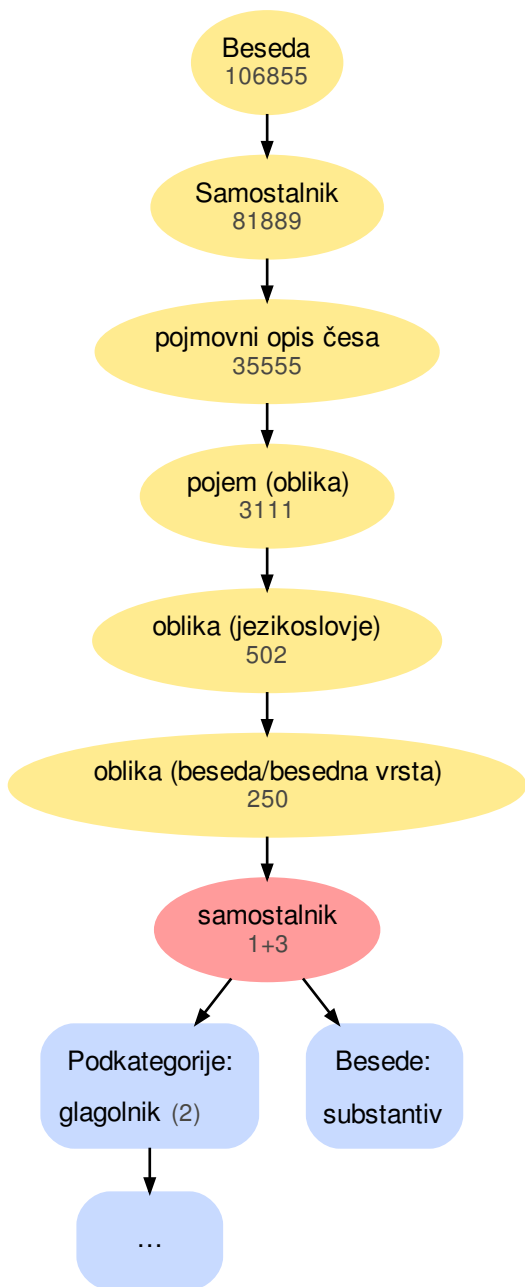 Beseda
106855
Samostalnik
81889
pojmovni opis česa
35555
pojem (oblika)
3111
oblika (jezikoslovje)
502
oblika (beseda/besedna vrsta)
250
samostalnik
1+3
Podkategorije:
glagolnik (2)
Besede:
substantiv
...